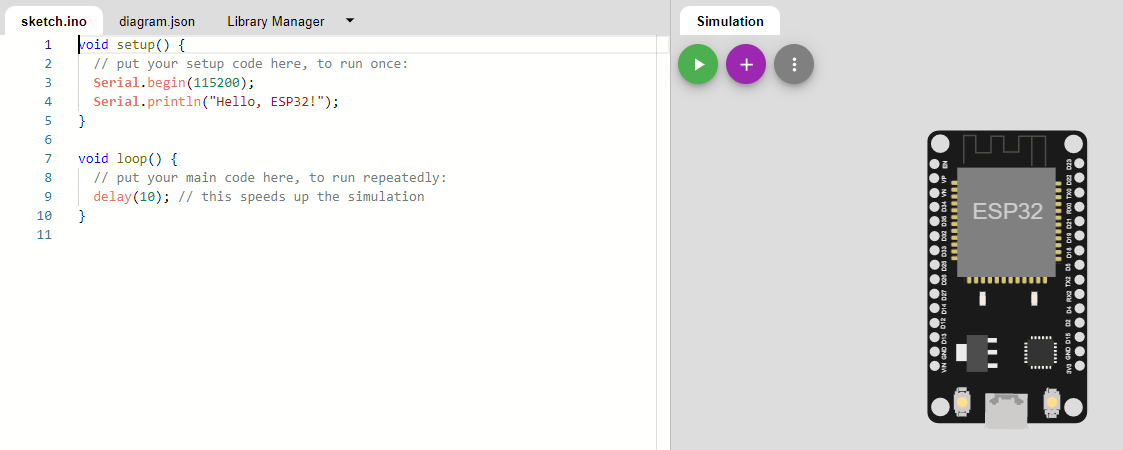 sketch.ino diagram.json Library Manager
1 void setup() {
2 // put your setup code here, to run once:
3 Serial.begin(115200);
4 Serial.println("Hello, ESP32!");
5 }
6
7 void loop() {
8 // put your main code here, to run repeatedly:
9 delay(10); // this speeds up the simulation
10 }
11
Simulation
ESP32
EN
VP
VN
D34
D35
D32
D33
D25
D26
D27
D14
D12
D13
GND
VIN
D23
D22
TX0
RX0
D21
D19
D18
D5
TX2
RX2
D4
D2
D15
GND
3V3